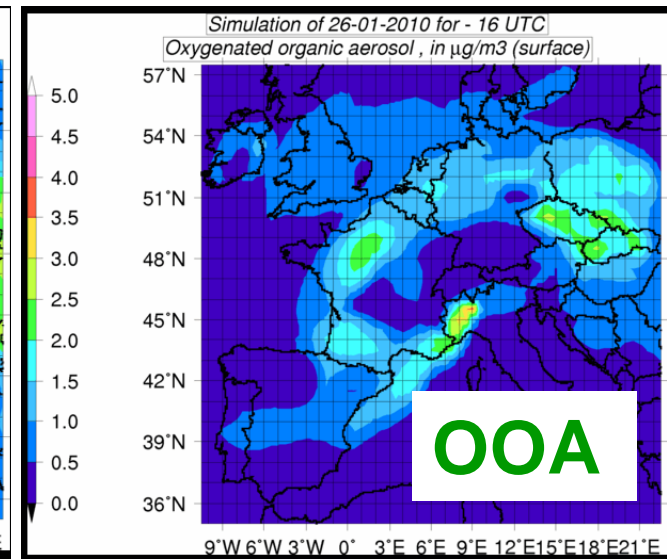 Simulation of 26-01-2010 for - 16 UTC
Oxygenated organic aerosol , in µg/m3 (surface)
5.0
4.5
4.0
3.5
3.0
2.5
2.0
1.5
1.0
0.5
0.0
57˚N
54˚N
51˚N
48˚N
45˚N
42˚N
39˚N
36˚N
OOA
9˚W 6˚W 3˚W 0˚ 3˚E 6˚E 9˚E 12˚E 15˚E 18˚E 21˚E